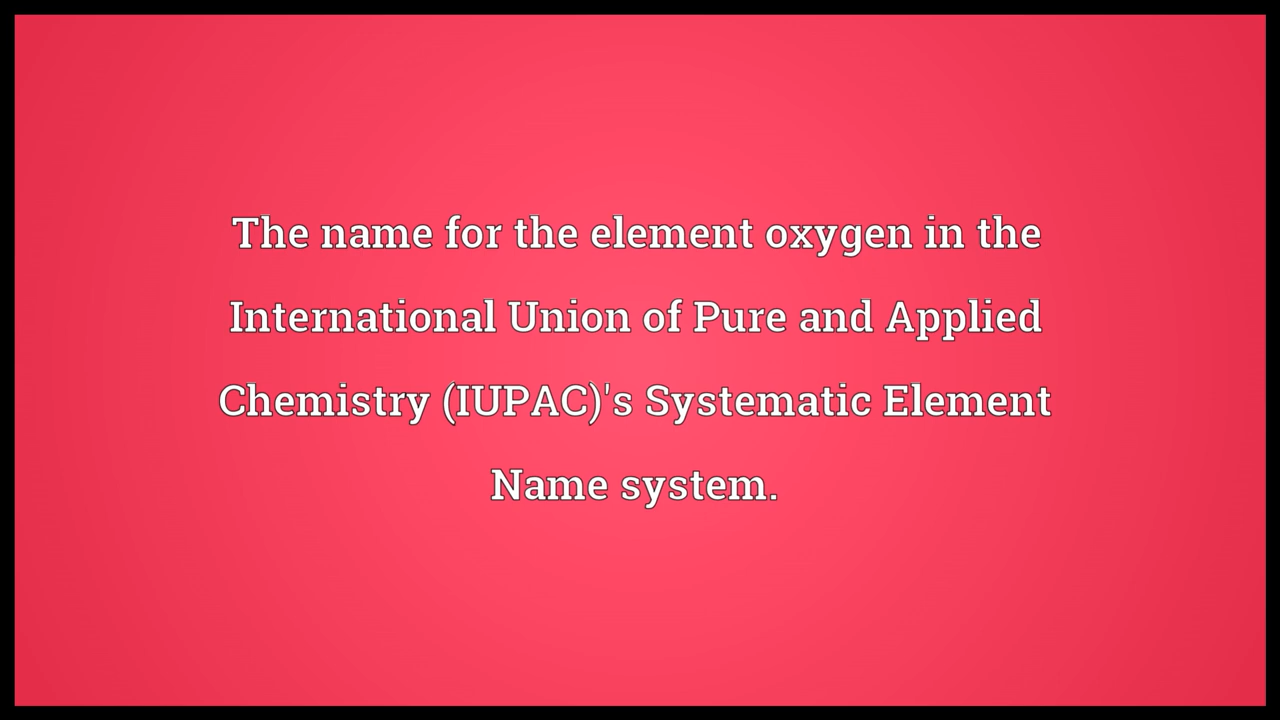 The name for the element oxygen in the
International Union of Pure and Applied
Chemistry (IUPAC)'s Systematic Element
Name system.